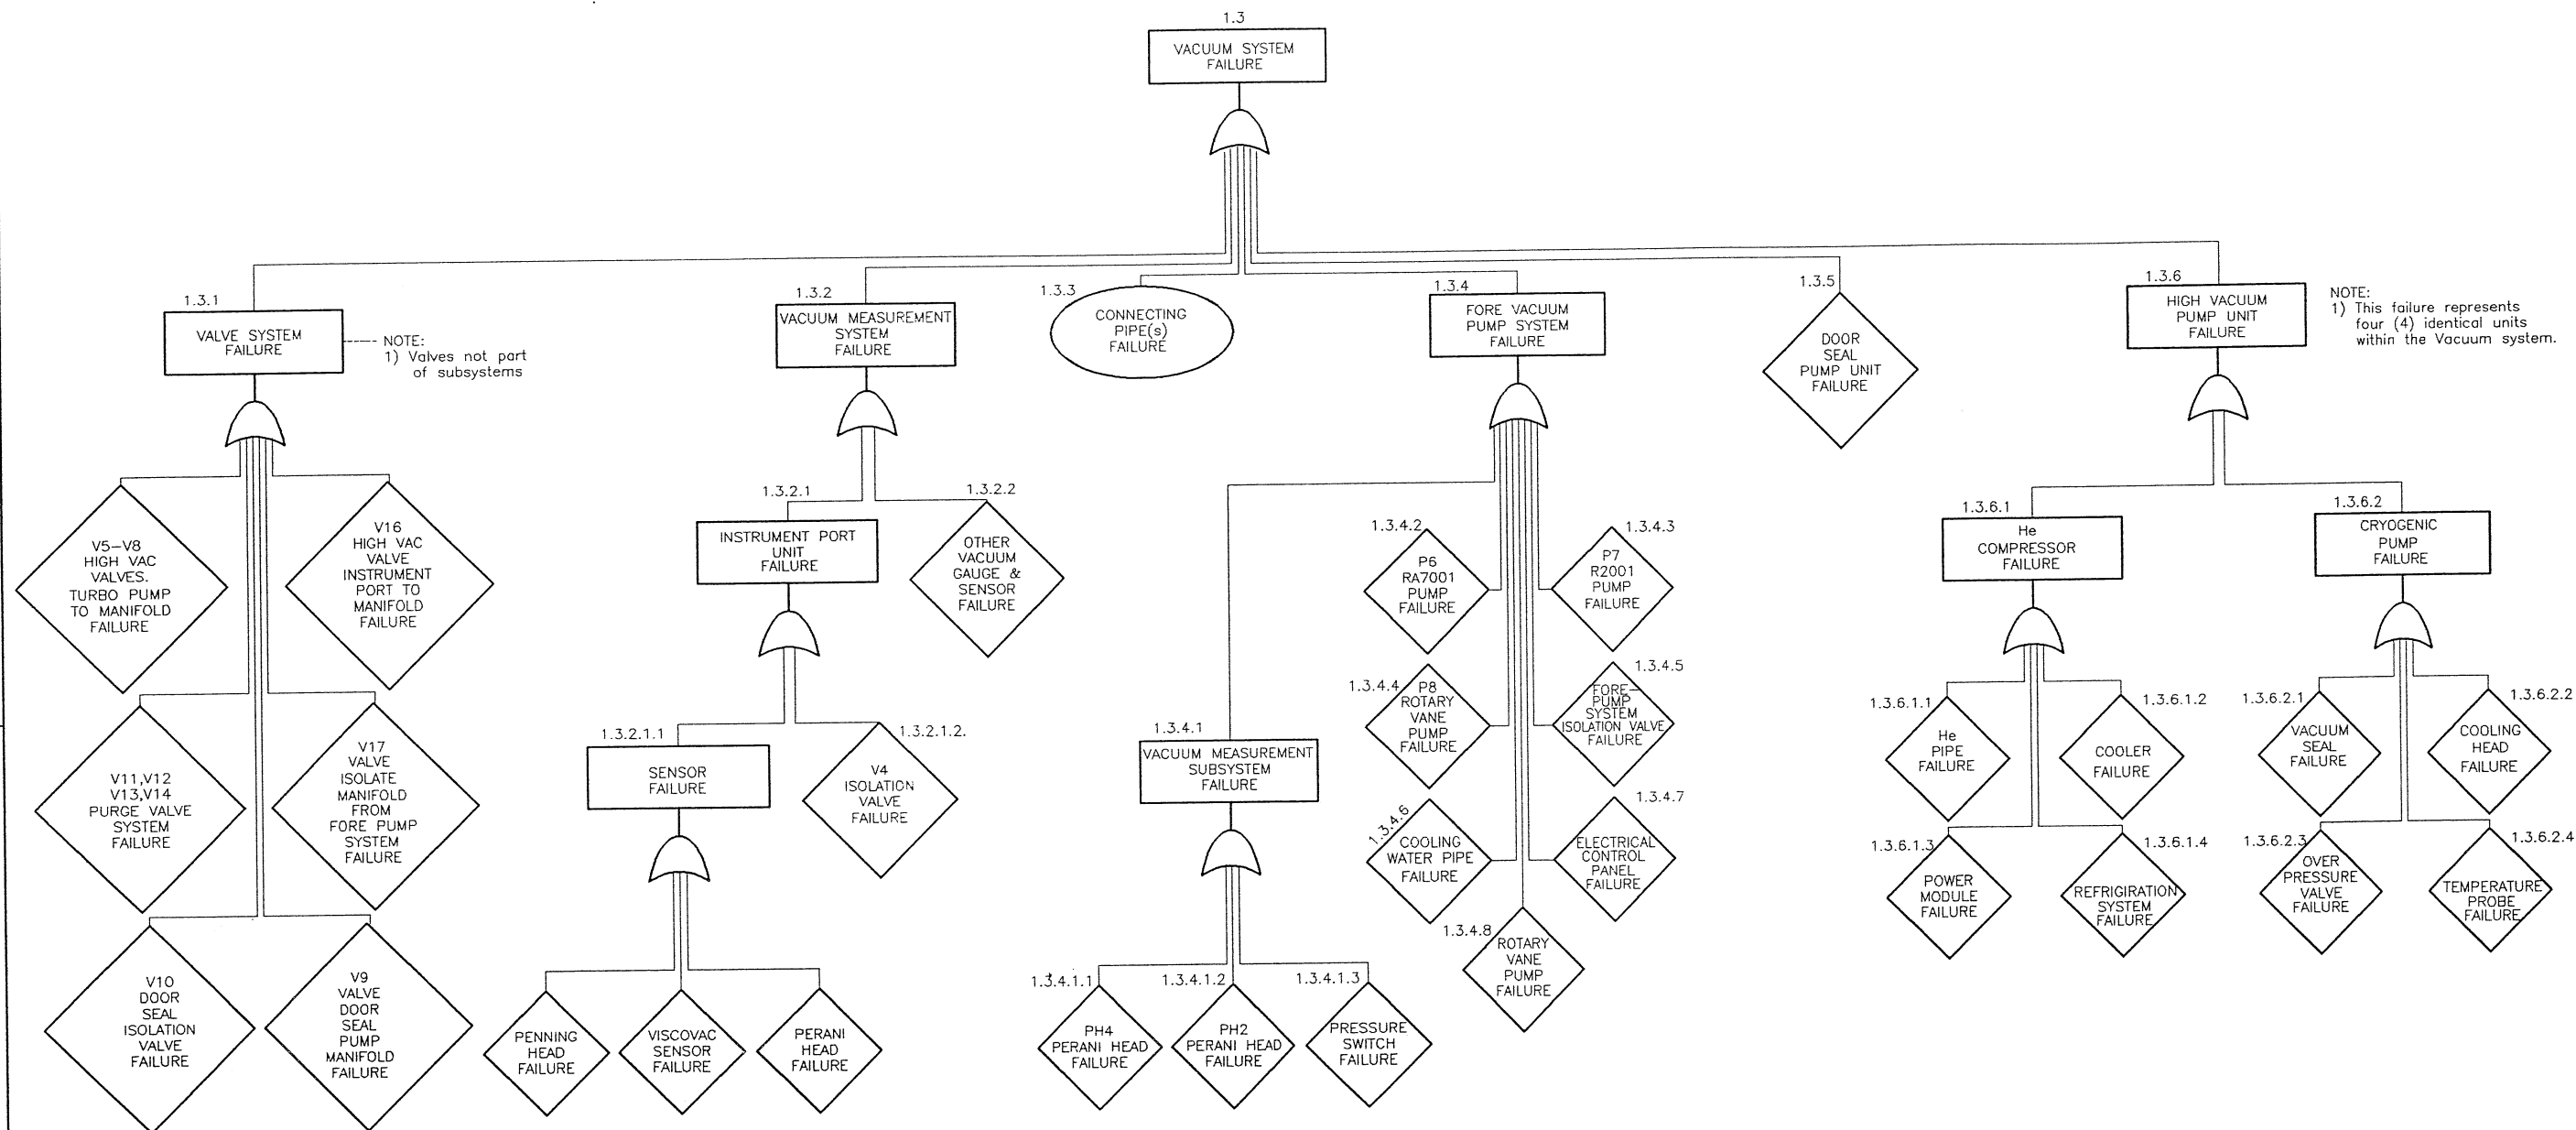 1.3
VACUUM SYSTEM
FAILURE
1.3.1
VALVE SYSTEM
FAILURE
NOTE:
1) Valves not part
of subsystems
1.3.2
VACUUM MEASUREMENT
SYSTEM
FAILURE
1.3.3
CONNECTING
PIPE(s)
FAILURE
1.3.4
FORE VACUUM
PUMP SYSTEM
FAILURE
1.3.5
DOOR
SEAL
PUMP UNIT
FAILURE
1.3.6
HIGH VACUUM
PUMP UNIT
FAILURE
NOTE:
1) This failure represents
four (4) identical units
within the Vacuum system.
V5-V8
HIGH VAC
VALVES.
TURBO PUMP
TO MANIFOLD
FAILURE
V16
HIGH VAC
VALVE
INSTRUMENT
PORT TO
MANIFOLD
FAILURE
V11,V12
V13,V14
PURGE VALVE
SYSTEM
FAILURE
V17
VALVE
ISOLATE
MANIFOLD
FROM
FORE PUMP
SYSTEM
FAILURE
V10
DOOR
SEAL
ISOLATION
VALVE
FAILURE
V9
VALVE
DOOR
SEAL
PUMP
MANIFOLD
FAILURE
1.3.2.1
INSTRUMENT PORT
UNIT
FAILURE
1.3.2.2
OTHER
VACUUM
GAUGE &
SENSOR
FAILURE
1.3.2.1.1
SENSOR
FAILURE
1.3.2.1.2.
V4
ISOLATION
VALVE
FAILURE
PENNING
HEAD
FAILURE
VISCOVAC
SENSOR
FAILURE
PERANI
HEAD
FAILURE
1.3.4.1
VACUUM MEASUREMENT
SUBSYSTEM
FAILURE
1.3.4.1.1
PH4
PERANI HEAD
FAILURE
1.3.4.1.2
PH2
PERANI HEAD
FAILURE
1.3.4.1.3
PRESSURE
SWITCH
FAILURE
1.3.4.2
P6
RA7001
PUMP
FAILURE
1.3.4.3
P7
R2001
PUMP
FAILURE
1.3.4.4
P8
ROTARY
VANE
PUMP
FAILURE
1.3.4.5
FORE-
PUMP
SYSTEM
ISOLATION VALVE
FAILURE
1.3.4.6
COOLING
WATER PIPE
FAILURE
1.3.4.7
ELECTRICAL
CONTROL
PANEL
FAILURE
1.3.4.8
ROTARY
VANE
PUMP
FAILURE
1.3.6.1
He
COMPRESSOR
FAILURE
1.3.6.2
CRYOGENIC
PUMP
FAILURE
1.3.6.1.1
He
PIPE
FAILURE
1.3.6.1.2
COOLER
FAILURE
1.3.6.1.3
POWER
MODULE
FAILURE
1.3.6.1.4
REFRIGIRATION
SYSTEM
FAILURE
1.3.6.2.1
VACUUM
SEAL
FAILURE
1.3.6.2.2
COOLING
HEAD
FAILURE
1.3.6.2.3
OVER
PRESSURE
VALVE
FAILURE
1.3.6.2.4
TEMPERATURE
PROBE
FAILURE